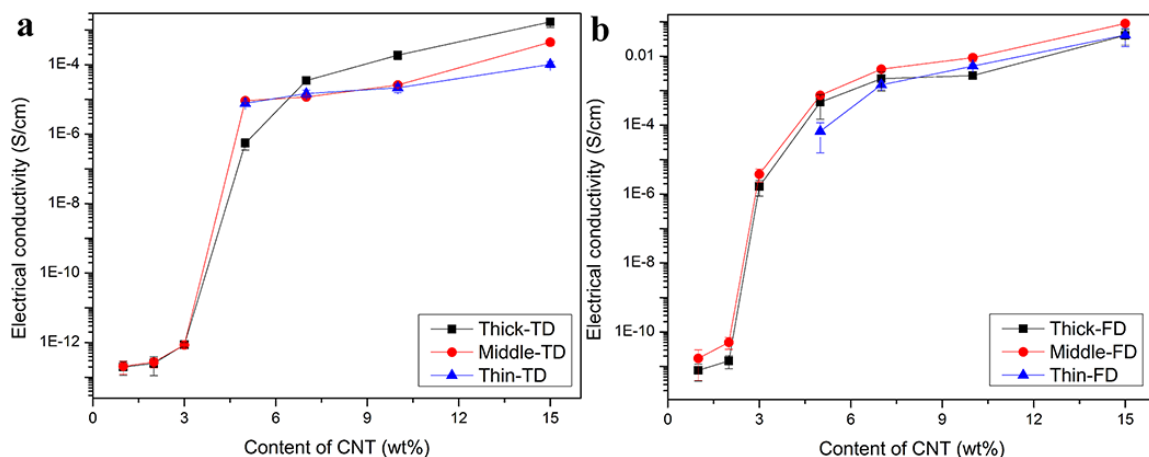 a
Electrical conductivity (S/cm)
1E-4
1E-6
1E-8
1E-10
1E-12
0 3 6 9 12 15
Content of CNT (wt%)
Thick-TD
Middle-TD
Thin-TD
b
Electrical conductivity (S/cm)
0.01
1E-4
1E-6
1E-8
1E-10
0 3 6 9 12 15
Content of CNT (wt%)
Thick-FD
Middle-FD
Thin-FD